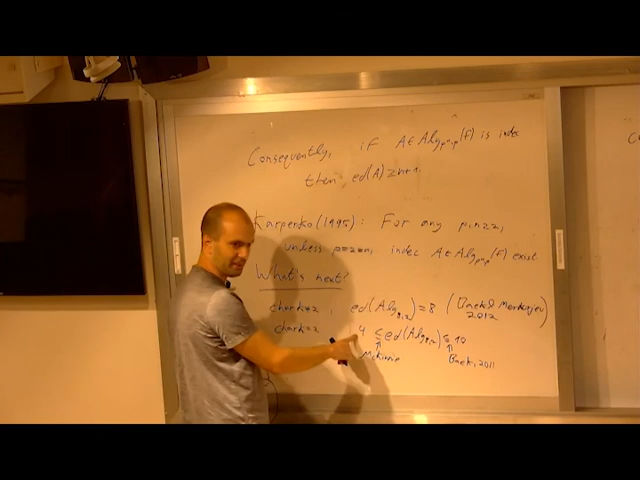 Consequently, if A ∈ Alg_{p^n,p}(F) is indec
then ed(A) ≥ n+1.
Karpenko (1995): For any p, n≥2,
unless p=2=n, indec A ∈ Alg_{p^n,p}(F) exist
What's next?
char k≠2, ed(Alg_{8,2}) = 8 (Baek & Merkurjev
2012)
char k=2 4 ≤ ed(Alg_{8,2}) ≤ 10
↑ ↑
McKinnie Baek, 2011